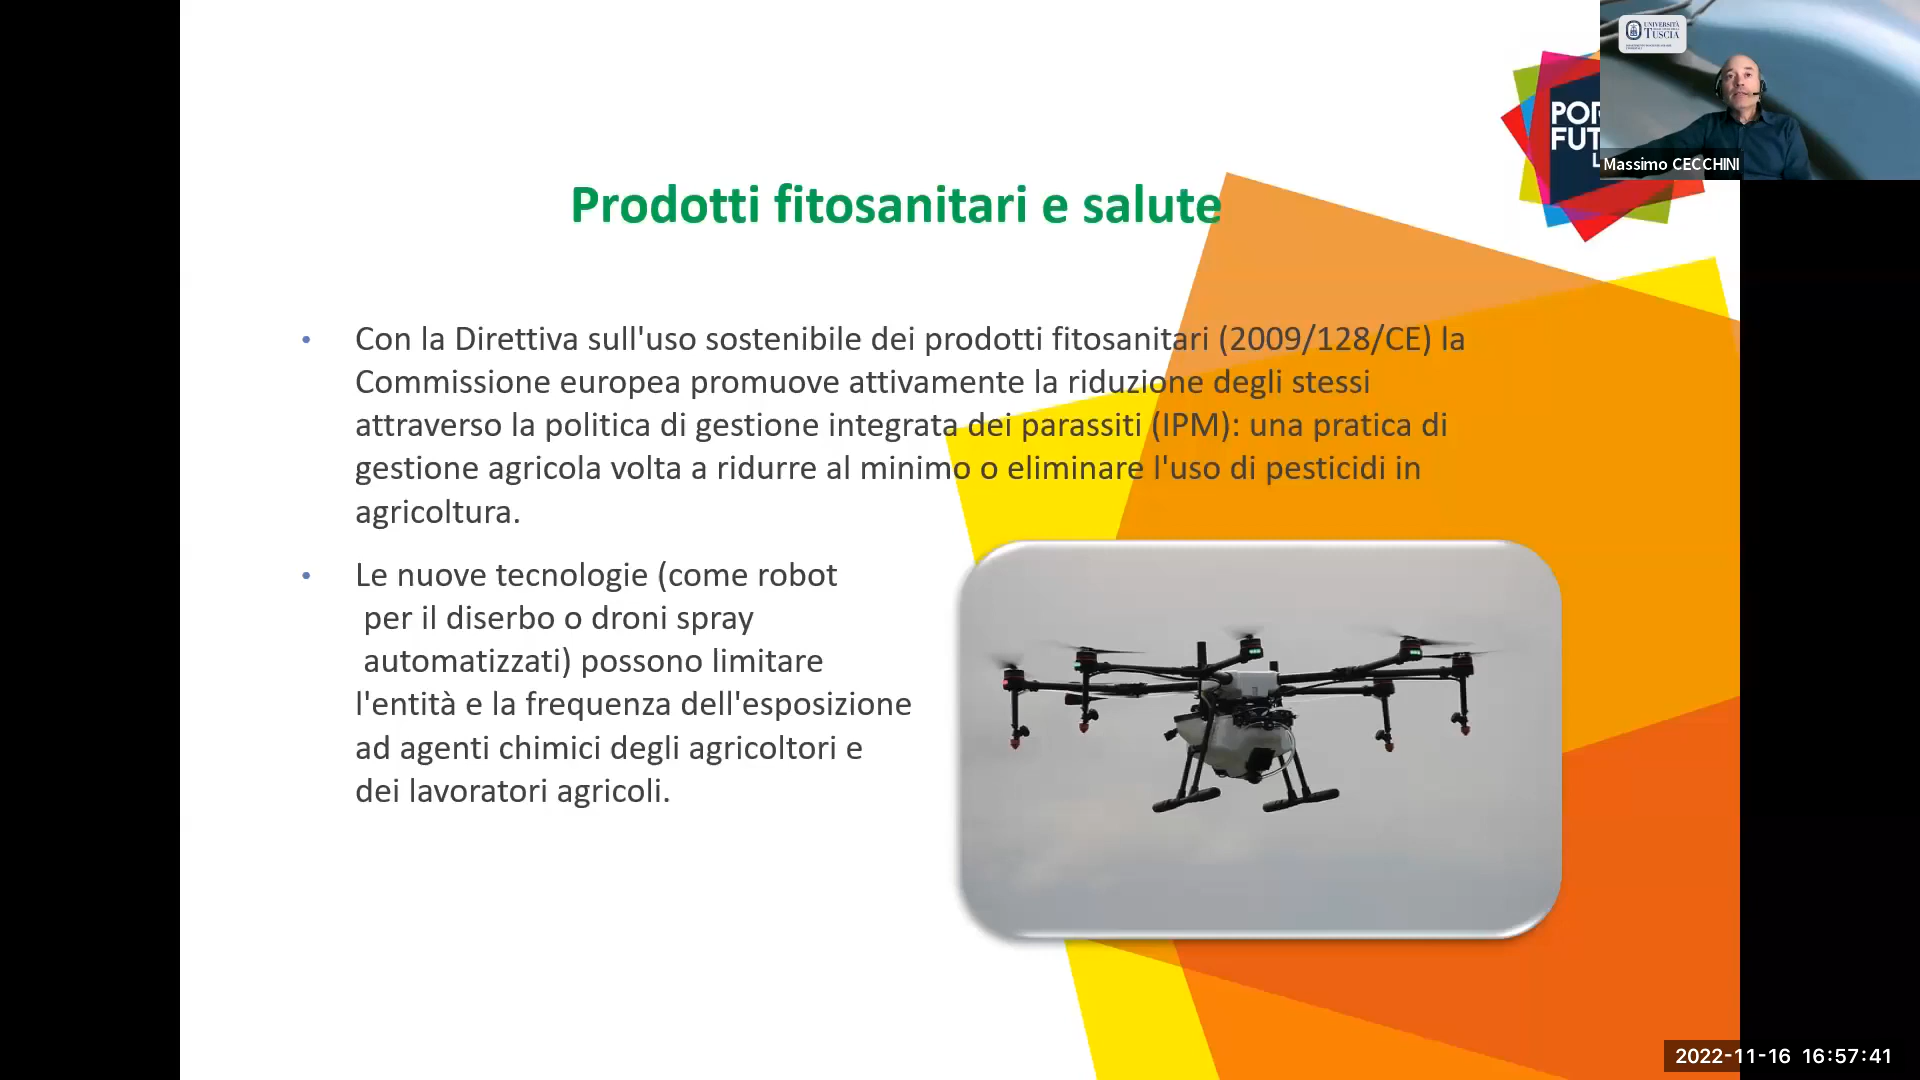 UNIVERSITÀ
TUSCIA
POR
FUT
L
Massimo CECCHINI
Prodotti fitosanitari e salute
• Con la Direttiva sull'uso sostenibile dei prodotti fitosanitari (2009/128/CE) la
Commissione europea promuove attivamente la riduzione degli stessi
attraverso la politica di gestione integrata dei parassiti (IPM): una pratica di
gestione agricola volta a ridurre al minimo o eliminare l'uso di pesticidi in
agricoltura.
• Le nuove tecnologie (come robot
per il diserbo o droni spray
automatizzati) possono limitare
l'entità e la frequenza dell'esposizione
ad agenti chimici degli agricoltori e
dei lavoratori agricoli.
2022-11-16 16:57:41